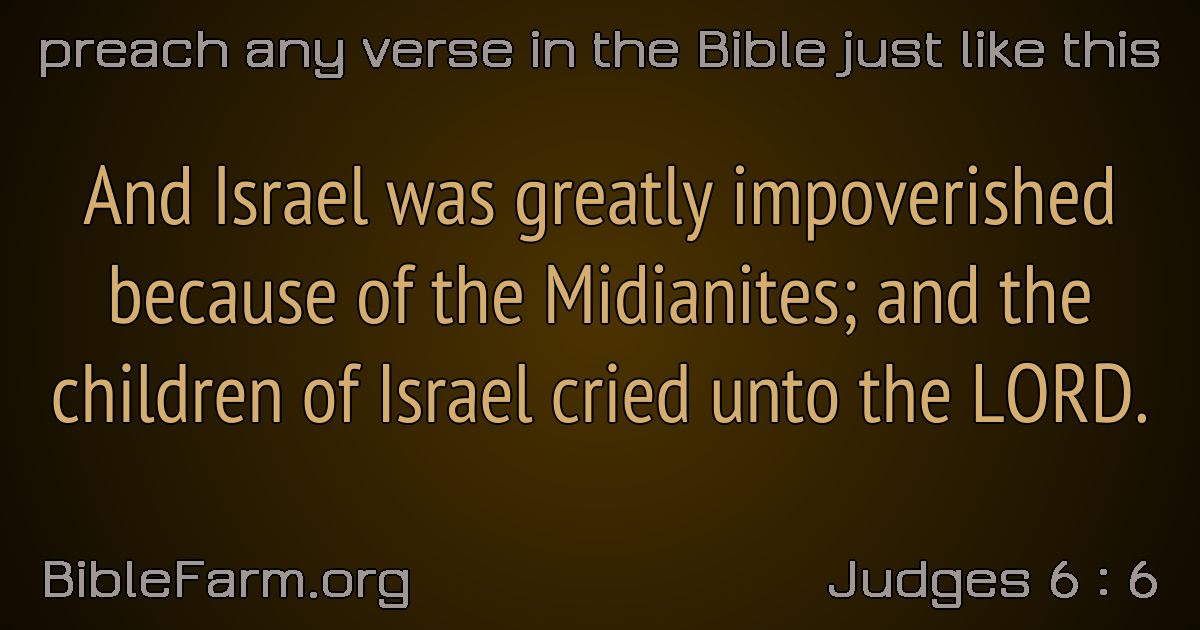 preach any verse in the Bible just like this
And Israel was greatly impoverished
because of the Midianites; and the
children of Israel cried unto the LORD.
BibleFarm.org
Judges 6 : 6